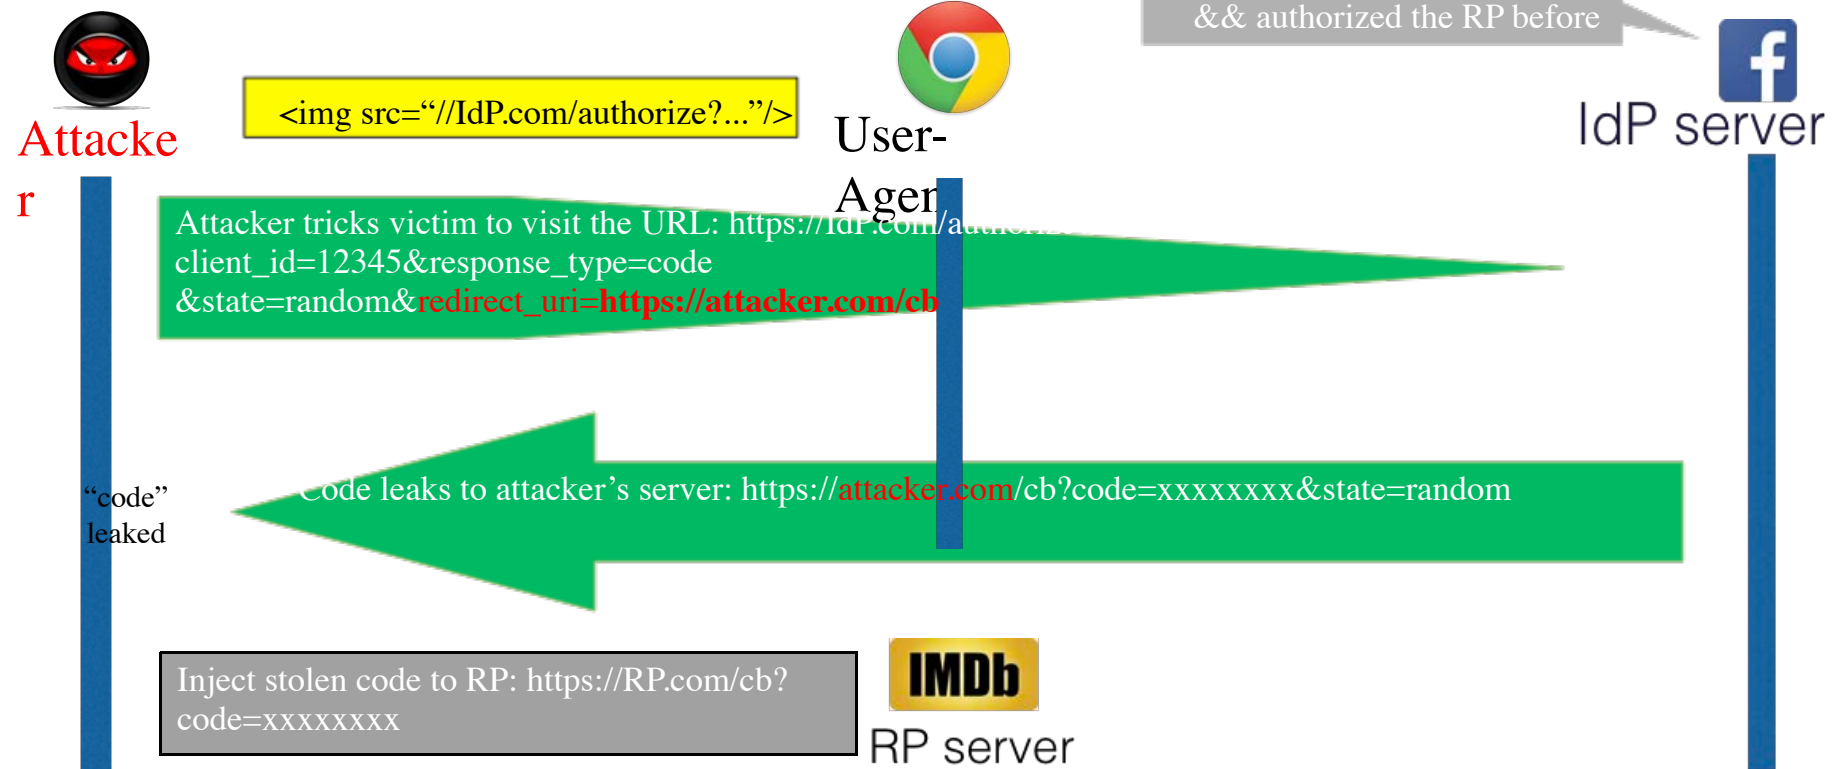 && authorized the RP before
<img src=“//IdP.com/authorize?...”/>
Attacke
r
User-
Agen
IdP server
Attacker tricks victim to visit the URL: https://IdP.com/authorize
client_id=12345&response_type=code
&state=random&redirect_uri=https://attacker.com/cb
Code leaks to attacker’s server: https://attacker.com/cb?code=xxxxxxxx&state=random
“code”
leaked
Inject stolen code to RP: https://RP.com/cb?
code=xxxxxxxx
IMDb
RP server